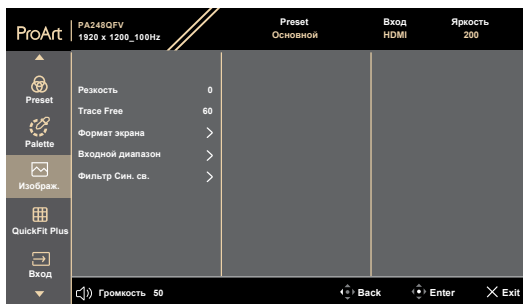 ProArt
PA248QFV
1920 x 1200_100Hz
Preset
Основной
Вход
HDMI
Яркость
200
Preset
Palette
Изображ.
QuickFit Plus
Вход
Резкость 0
Trace Free 60
Формат экрана
Входной диапазон
Фильтр Син. св.
Громкость 50
Back
Enter
Exit